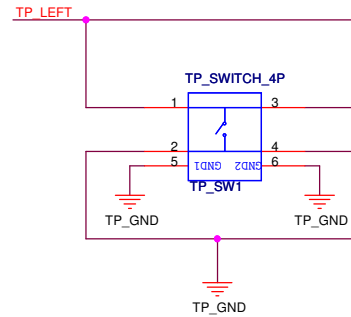 TP_LEFT
TP_SWITCH_4P
1 3
2 4
5 GND1 GND2 6
TP_SW1
TP_GND TP_GND
TP_GND